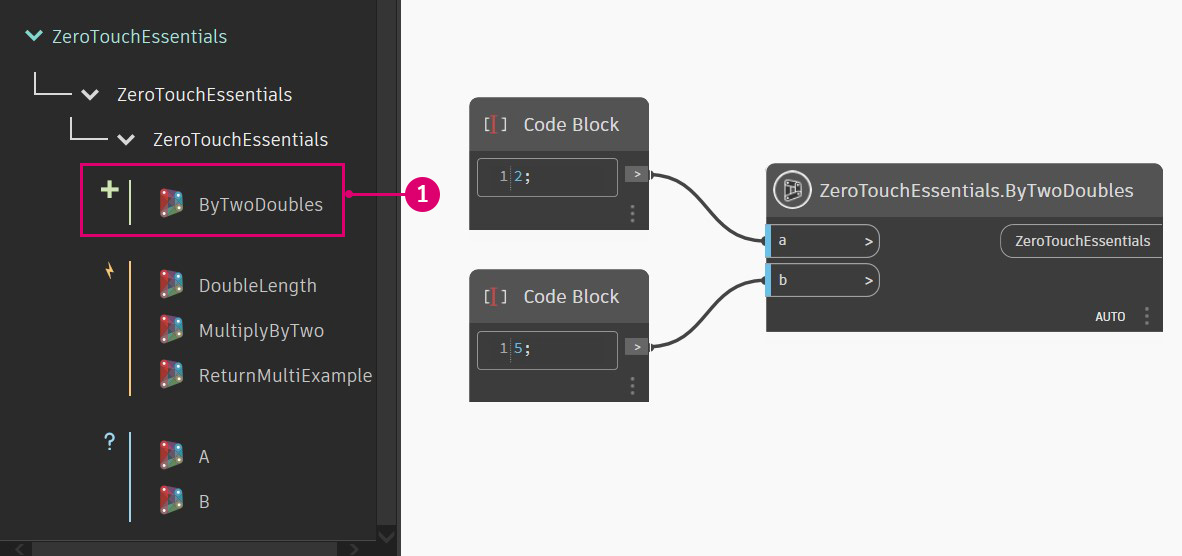 ZeroTouchEssentials
ZeroTouchEssentials
ZeroTouchEssentials
+ ByTwoDoubles
1
DoubleLength
MultiplyByTwo
ReturnMultiExample
?
A
B
[I] Code Block
1 2;
>
[I] Code Block
1 5;
>
ZeroTouchEssentials.ByTwoDoubles
a > ZeroTouchEssentials
b >
AUTO